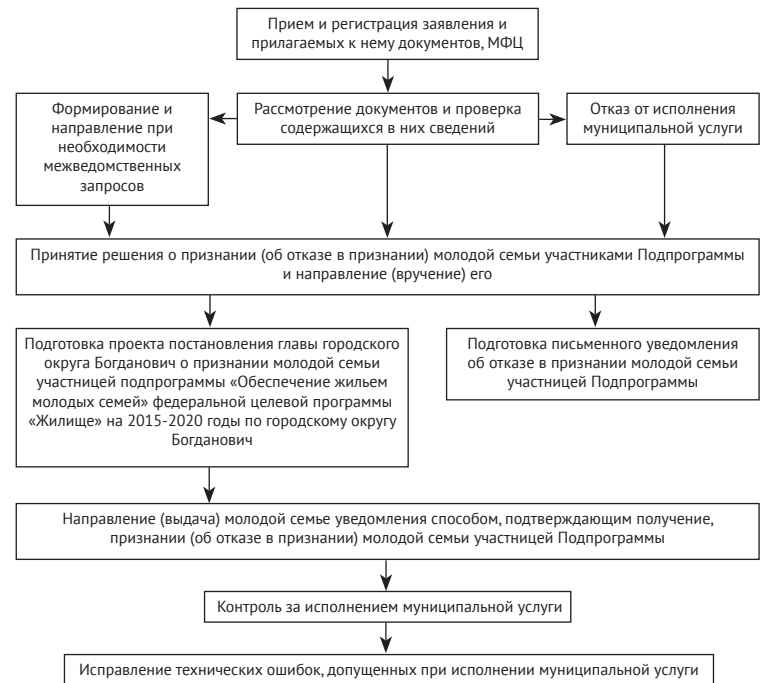 Прием и регистрация заявления и
прилагаемых к нему документов, МФЦ
Формирование и
направление при
необходимости
межведомственных
запросов
Рассмотрение документов и проверка
содержащихся в них сведений
Отказ от исполнения
муниципальной услуги
Принятие решения о признании (об отказе в признании) молодой семьи участниками Подпрограммы
и направление (вручение) его
Подготовка проекта постановления главы городского
округа Богданович о признании молодой семьи
участницей подпрограммы «Обеспечение жильем
молодых семей» федеральной целевой программы
«Жилище» на 2015-2020 годы по городскому округу
Богданович
Подготовка письменного уведомления
об отказе в признании молодой семьи
участницей Подпрограммы
Направление (выдача) молодой семье уведомления способом, подтверждающим получение,
признании (об отказе в признании) молодой семьи участницей Подпрограммы
Контроль за исполнением муниципальной услуги
Исправление технических ошибок, допущенных при исполнении муниципальной услуги